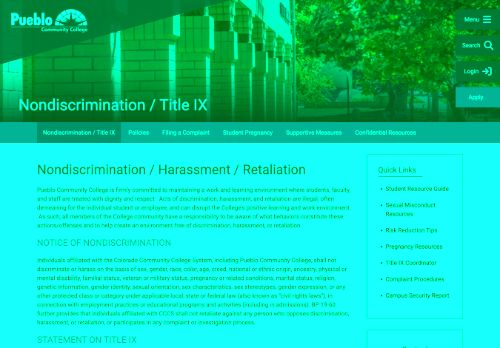 Pueblo
Community College
Menu
Search
Login
Apply
Nondiscrimination / Title IX
Nondiscrimination / Title IX
Policies
Filing a Complaint
Student Pregnancy
Supportive Measures
Confidential Resources
Nondiscrimination / Harassment / Retaliation
Pueblo Community College is firmly committed to maintaining a work and learning environment where students, faculty,
and staff are treated with dignity and respect. Acts of discrimination, harassment, and retaliation are illegal, often
demeaning for the individual student or employee, and can disrupt the College's positive learning and work environment.
As such, all members of the College community have a responsibility to be aware of what behaviors constitute these
actions/offenses and to help create an environment free of discrimination, harassment, or retaliation.
NOTICE OF NONDISCRIMINATION
Individuals affiliated with the Colorado Community College System, including Pueblo Community College, shall not
discriminate or harass on the basis of sex, gender, race, color, age, creed, national or ethnic origin, ancestry, physical or
mental disability, familial status, veteran or military status, pregnancy or related conditions, marital status, religion,
genetic information, gender identity, sexual orientation, sex characteristics, sex stereotypes, gender expression, or any
other protected class or category under applicable local, state or federal law (also known as "civil rights laws"), in
connection with employment practices or educational programs and activities (including in admissions). BP 19-60
further provides that individuals affiliated with CCCS shall not retaliate against any person who opposes discrimination,
harassment, or retaliation, or participates in any complaint or investigation process.
STATEMENT ON TITLE IX
Quick Links
Student Resource Guide
Sexual Misconduct
Resources
Risk Reduction Tips
Pregnancy Resources
Title IX Coordinator
Complaint Procedures
Campus Security Report